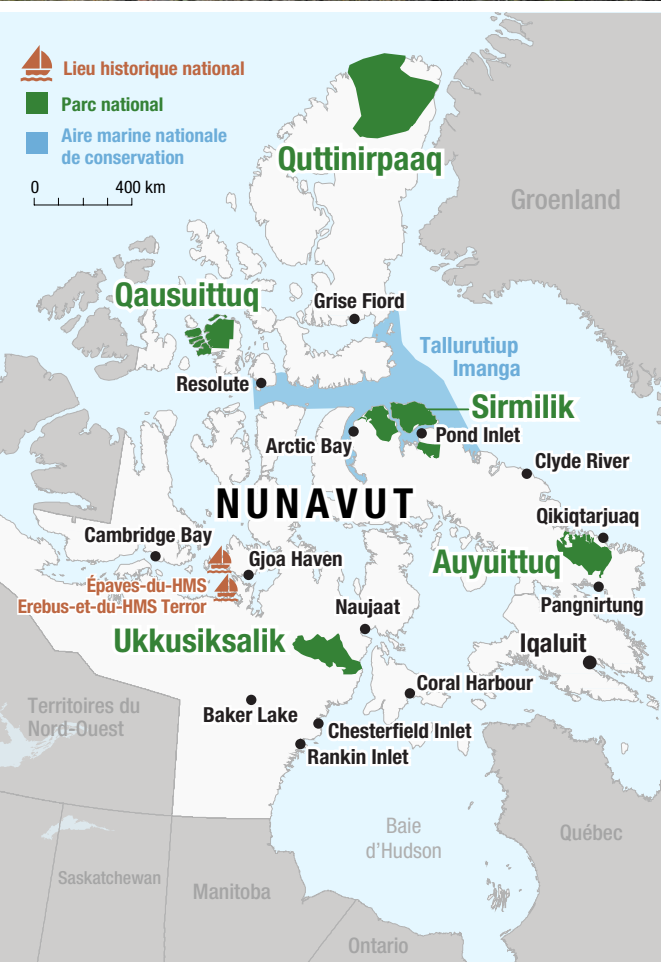 Lieu historique national
Parc national
Aire marine nationale
de conservation
0 400 km
Quttinirpaaq
Groenland
Qausuittuq
Grise Fiord
Tallurutiup
Imanga
Resolute
Sirmilik
Arctic Bay
Pond Inlet
Clyde River
NUNAVUT
Qikiqtarjuaq
Cambridge Bay
Gjoa Haven
Auyuittuq
Épaves-du-HMS
Erebus-et-du-HMS Terror
Pangnirtung
Naujaat
Ukkusiksalik
Iqaluit
Coral Harbour
Territoires du
Nord-Ouest
Baker Lake
Chesterfield Inlet
Rankin Inlet
Baie
d'Hudson
Québec
Saskatchewan
Manitoba
Ontario